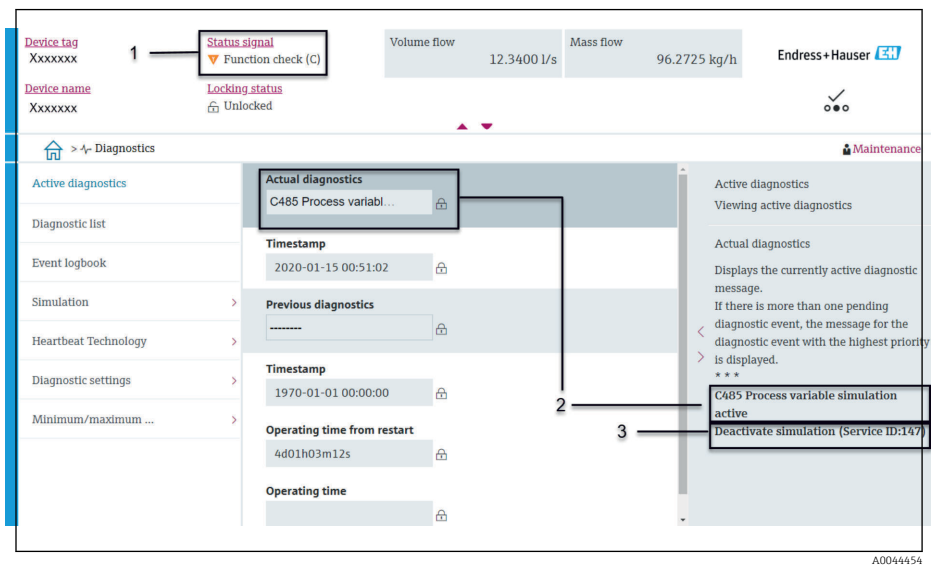 Device tag
Xxxxxxx
1
Status signal
Function check (C)
Volume flow
12.3400 l/s
Mass flow
96.2725 kg/h
Endress+Hauser EH
Device name
Xxxxxxx
Locking status
Unlocked
> Diagnostics
Maintenance
Active diagnostics
Diagnostic list
Event logbook
Simulation
Heartbeat Technology
Diagnostic settings
Minimum/maximum ...
Actual diagnostics
C485 Process variabl...
Timestamp
2020-01-15 00:51:02
Previous diagnostics
--------
Timestamp
1970-01-01 00:00:00
Operating time from restart
4d01h03m12s
Operating time
2
3
Active diagnostics
Viewing active diagnostics
Actual diagnostics
Displays the currently active diagnostic
message.
If there is more than one pending
diagnostic event, the message for the
diagnostic event with the highest priority
is displayed.
* * *
C485 Process variable simulation
active
Deactivate simulation (Service ID:147)
A0044454